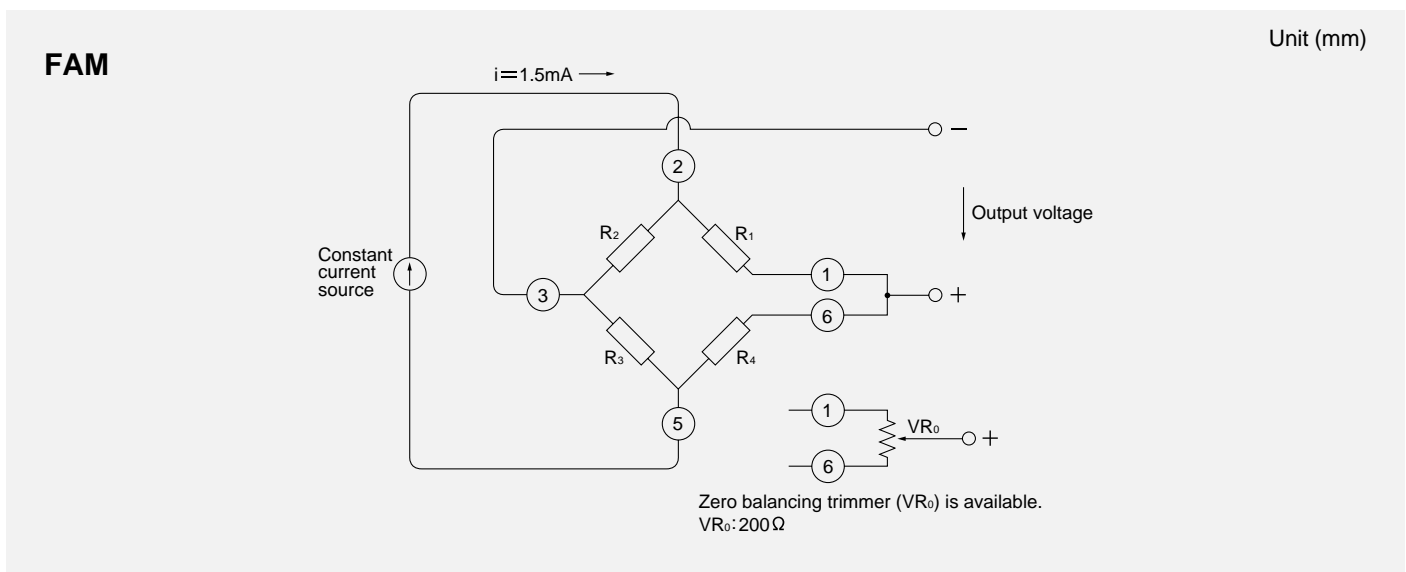 Unit (mm)
FAM
i=1.5mA
−
2
Output voltage
R₂
R₁
Constant
current
source
1
3
+
6
R₃
R₄
1
5
VR₀
+
6
Zero balancing trimmer (VR₀) is available.
VR₀:200Ω